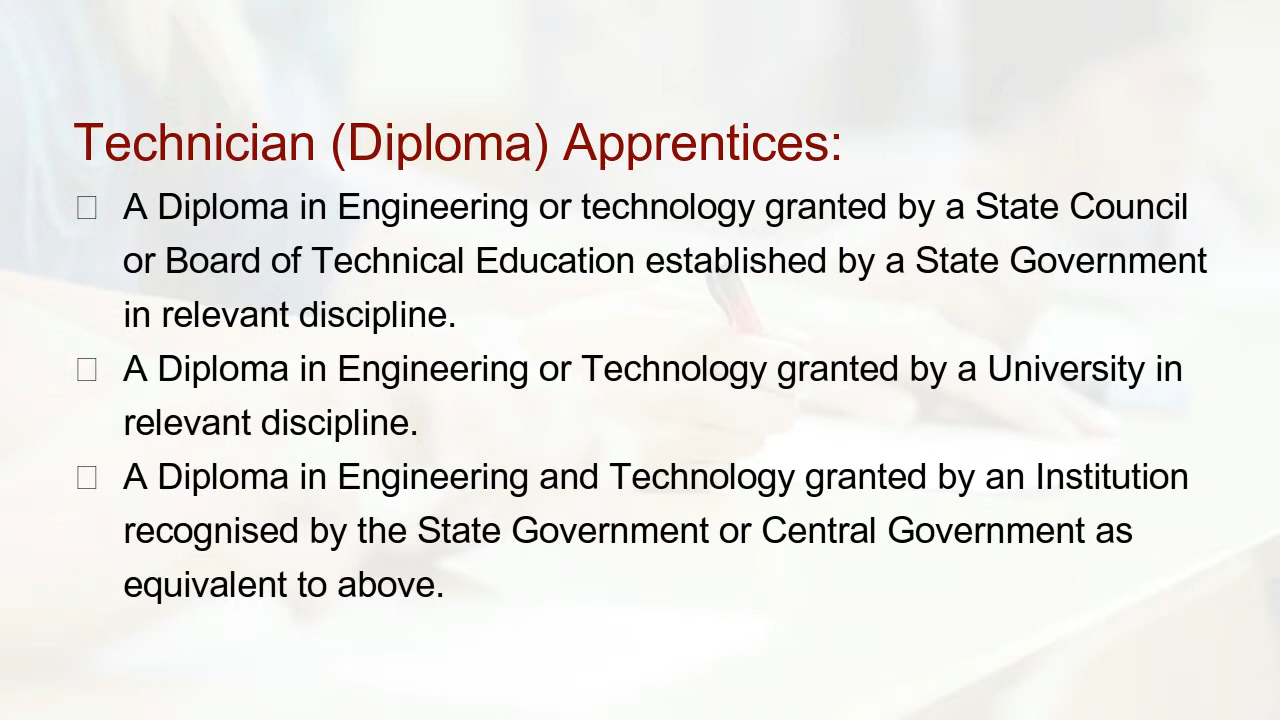 Technician (Diploma) Apprentices:
A Diploma in Engineering or technology granted by a State Council
or Board of Technical Education established by a State Government
in relevant discipline.
A Diploma in Engineering or Technology granted by a University in
relevant discipline.
A Diploma in Engineering and Technology granted by an Institution
recognised by the State Government or Central Government as
equivalent to above.